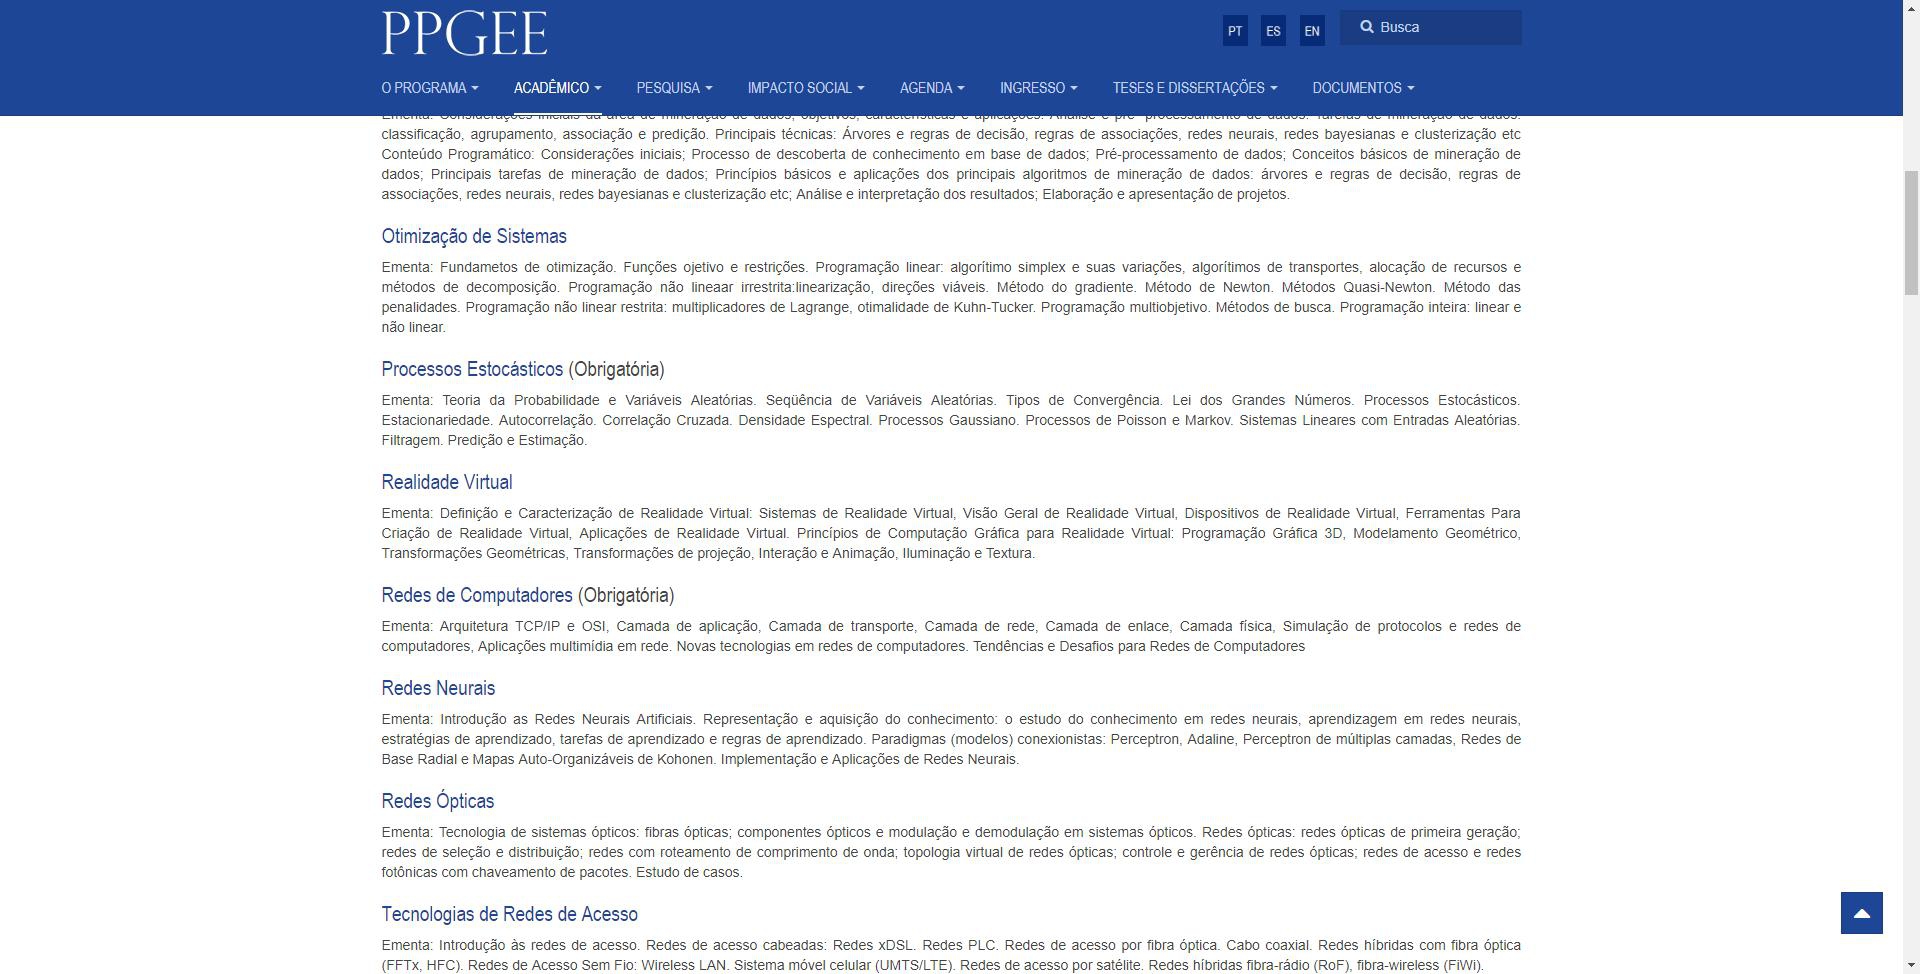 PPGEE
PT ES EN Busca
O PROGRAMA ACADÊMICO PESQUISA IMPACTO SOCIAL AGENDA INGRESSO TESES E DISSERTAÇÕES DOCUMENTOS
Ementa: Considerações iniciais da área de mineração de dados; objetivos; características e aplicações. Análise e pré- processamento de dados. Tarefas de mineração de dados:
classificação, agrupamento, associação e predição. Principais técnicas: Árvores e regras de decisão, regras de associações, redes neurais, redes bayesianas e clusterização etc
Conteúdo Programático: Considerações iniciais; Processo de descoberta de conhecimento em base de dados; Pré-processamento de dados; Conceitos básicos de mineração de
dados; Principais tarefas de mineração de dados; Princípios básicos e aplicações dos principais algoritmos de mineração de dados: árvores e regras de decisão, regras de
associações, redes neurais, redes bayesianas e clusterização etc; Análise e interpretação dos resultados; Elaboração e apresentação de projetos.
Otimização de Sistemas
Ementa: Fundametos de otimização. Funções ojetivo e restrições. Programação linear: algorítimo simplex e suas variações, algorítimos de transportes, alocação de recursos e
métodos de decomposição. Programação não lineaar irrestrita:linearização, direções viáveis. Método do gradiente. Método de Newton. Métodos Quasi-Newton. Método das
penalidades. Programação não linear restrita: multiplicadores de Lagrange, otimalidade de Kuhn-Tucker. Programação multiobjetivo. Métodos de busca. Programação inteira: linear e
não linear.
Processos Estocásticos (Obrigatória)
Ementa: Teoria da Probabilidade e Variáveis Aleatórias. Seqüência de Variáveis Aleatórias. Tipos de Convergência. Lei dos Grandes Números. Processos Estocásticos.
Estacionariedade. Autocorrelação. Correlação Cruzada. Densidade Espectral. Processos Gaussiano. Processos de Poisson e Markov. Sistemas Lineares com Entradas Aleatórias.
Filtragem. Predição e Estimação.
Realidade Virtual
Ementa: Definição e Caracterização de Realidade Virtual: Sistemas de Realidade Virtual, Visão Geral de Realidade Virtual, Dispositivos de Realidade Virtual, Ferramentas Para
Criação de Realidade Virtual, Aplicações de Realidade Virtual. Princípios de Computação Gráfica para Realidade Virtual: Programação Gráfica 3D, Modelamento Geométrico,
Transformações Geométricas, Transformações de projeção, Interação e Animação, Iluminação e Textura.
Redes de Computadores (Obrigatória)
Ementa: Arquitetura TCP/IP e OSI, Camada de aplicação, Camada de transporte, Camada de rede, Camada de enlace, Camada física, Simulação de protocolos e redes de
computadores, Aplicações multimídia em rede. Novas tecnologias em redes de computadores. Tendências e Desafios para Redes de Computadores
Redes Neurais
Ementa: Introdução as Redes Neurais Artificiais. Representação e aquisição do conhecimento: o estudo do conhecimento em redes neurais, aprendizagem em redes neurais,
estratégias de aprendizado, tarefas de aprendizado e regras de aprendizado. Paradigmas (modelos) conexionistas: Perceptron, Adaline, Perceptron de múltiplas camadas, Redes de
Base Radial e Mapas Auto-Organizáveis de Kohonen. Implementação e Aplicações de Redes Neurais.
Redes Ópticas
Ementa: Tecnologia de sistemas ópticos: fibras ópticas; componentes ópticos e modulação e demodulação em sistemas ópticos. Redes ópticas: redes ópticas de primeira geração;
redes de seleção e distribuição; redes com roteamento de comprimento de onda; topologia virtual de redes ópticas; controle e gerência de redes ópticas; redes de acesso e redes
fotônicas com chaveamento de pacotes. Estudo de casos.
Tecnologias de Redes de Acesso
Ementa: Introdução às redes de acesso. Redes de acesso cabeadas: Redes xDSL. Redes PLC. Redes de acesso por fibra óptica. Cabo coaxial. Redes híbridas com fibra óptica
(FFTx, HFC). Redes de Acesso Sem Fio: Wireless LAN. Sistema móvel celular (UMTS/LTE). Redes de acesso por satélite. Redes híbridas fibra-rádio (RoF), fibra-wireless (FiWi).